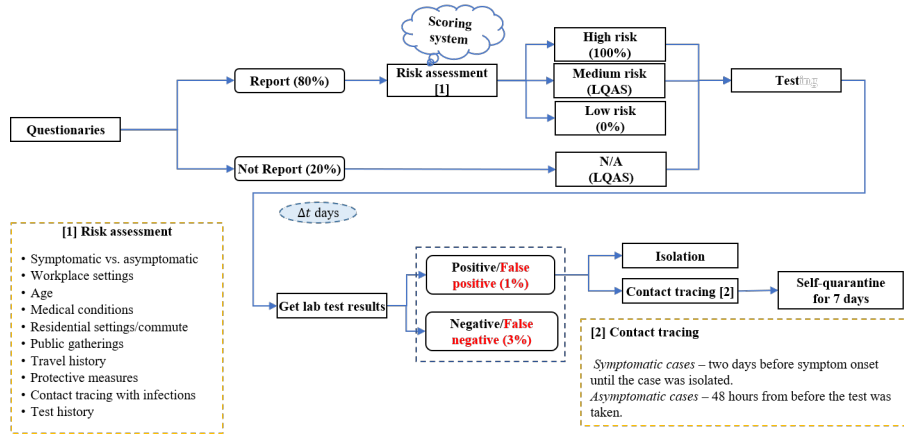 Scoring
system
High risk
(100%)
Report (80%)
Risk assessment
[1]
Medium risk
(LQAS)
Testing
Low risk
(0%)
Questionaries
Not Report (20%)
N/A
(LQAS)
Δt days
[1] Risk assessment
• Symptomatic vs. asymptomatic
• Workplace settings
• Age
• Medical conditions
• Residential settings/commute
• Public gatherings
• Travel history
• Protective measures
• Contact tracing with infections
• Test history
Get lab test results
Positive/False
positive (1%)
Negative/False
negative (3%)
Isolation
Contact tracing [2]
Self-quarantine
for 7 days
[2] Contact tracing
Symptomatic cases – two days before symptom onset
until the case was isolated.
Asymptomatic cases – 48 hours from before the test was
taken.